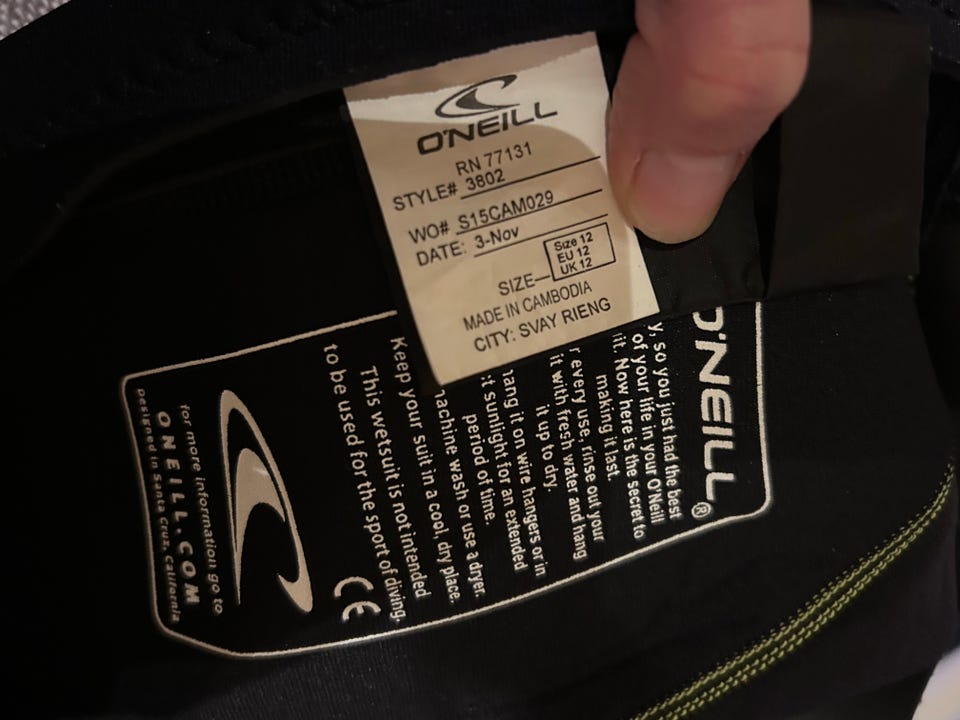 O'NEILL
RN 77131
STYLE# 3802
WO# S15CAM029
DATE: 3-Nov
SIZE— Size 12
EU 12
UK 12
MADE IN CAMBODIA
CITY: SVAY RIENG
O'NEILL®
y, so you just had the best
of your life in your O'Neill
it. Now here is the secret to
making it last.
r every use, rinse out your
it with fresh water and hang
it up to dry.
hang it on wire hangers or in
ct sunlight for an extended
period of time.
machine wash or use a dryer.
Keep your suit in a cool, dry place.
This wetsuit is not intended
to be used for the sport of diving.
CE
for more information go to
ONEILL.COM
Designed in Santa Cruz, California